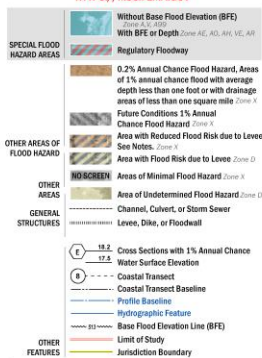 Without Base Flood Elevation (BFE)
Zone A, V, A99
With BFE or Depth Zone AE, AO, AH, VE, AR
SPECIAL FLOOD
HAZARD AREAS
Regulatory Floodway
0.2% Annual Chance Flood Hazard, Areas
of 1% annual chance flood with average
depth less than one foot or with drainage
areas of less than one square mile Zone X
Future Conditions 1% Annual
Chance Flood Hazard Zone X
Area with Reduced Flood Risk due to Levee
See Notes. Zone X
OTHER AREAS OF
FLOOD HAZARD
Area with Flood Risk due to Levee Zone D
NO SCREEN Areas of Minimal Flood Hazard Zone X
OTHER
AREAS
Area of Undetermined Flood Hazard Zone D
GENERAL
STRUCTURES
Channel, Culvert, or Storm Sewer
Levee, Dike, or Floodwall
E 18.2 Cross Sections with 1% Annual Chance
17.5 Water Surface Elevation
8 Coastal Transect
Coastal Transect Baseline
Profile Baseline
Hydrographic Feature
513 Base Flood Elevation Line (BFE)
OTHER
FEATURES
Limit of Study
Jurisdiction Boundary